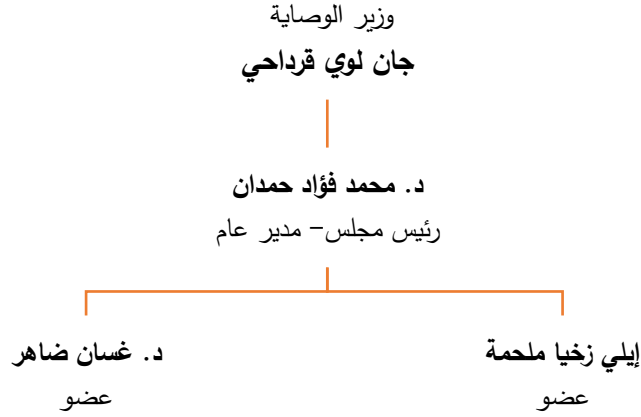 وزير الوصاية
جان لوي قرداحي
د. محمد فؤاد حمدان
رئيس مجلس– مدير عام
إيلي زخيا ملحمة
عضو
د. غسان ضاهر
عضو